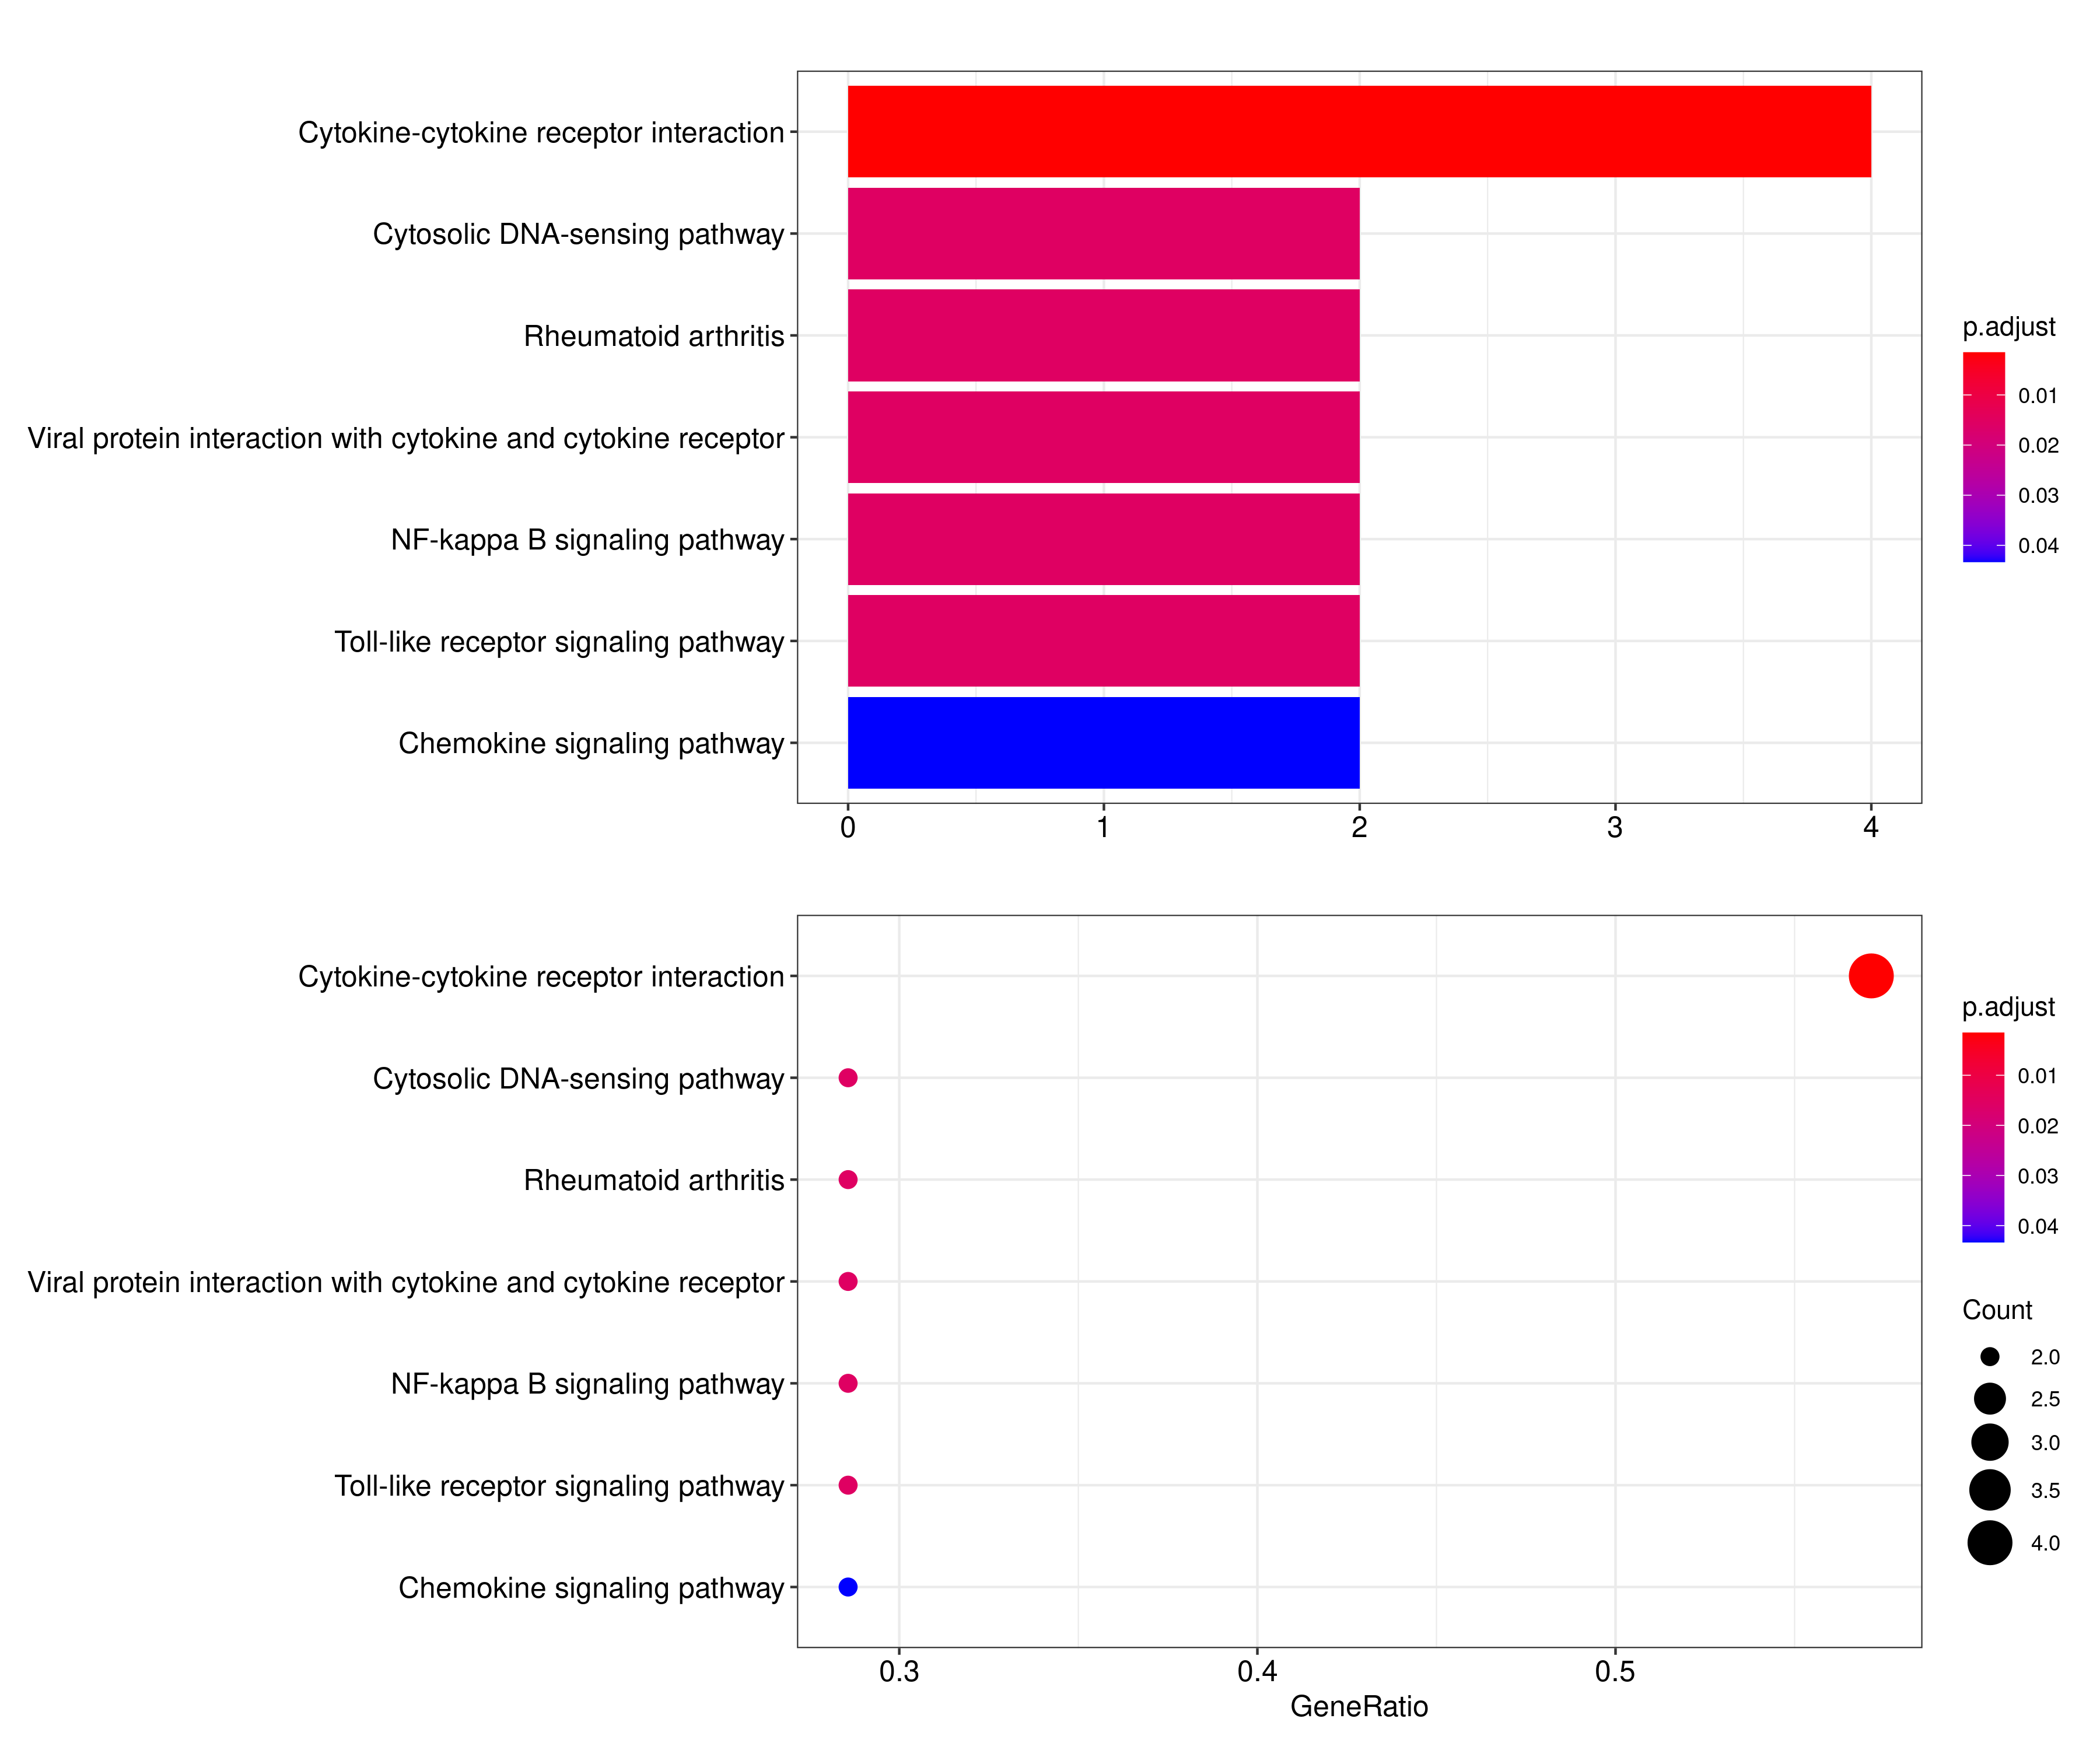 Cytokine-cytokine receptor interaction
Cytosolic DNA-sensing pathway
Rheumatoid arthritis
Viral protein interaction with cytokine and cytokine receptor
NF-kappa B signaling pathway
Toll-like receptor signaling pathway
Chemokine signaling pathway
0 1 2 3 4
p.adjust
0.01
0.02
0.03
0.04
Cytokine-cytokine receptor interaction
Cytosolic DNA-sensing pathway
Rheumatoid arthritis
Viral protein interaction with cytokine and cytokine receptor
NF-kappa B signaling pathway
Toll-like receptor signaling pathway
Chemokine signaling pathway
0.3 0.4 0.5
GeneRatio
p.adjust
0.01
0.02
0.03
0.04
Count
2.0
2.5
3.0
3.5
4.0